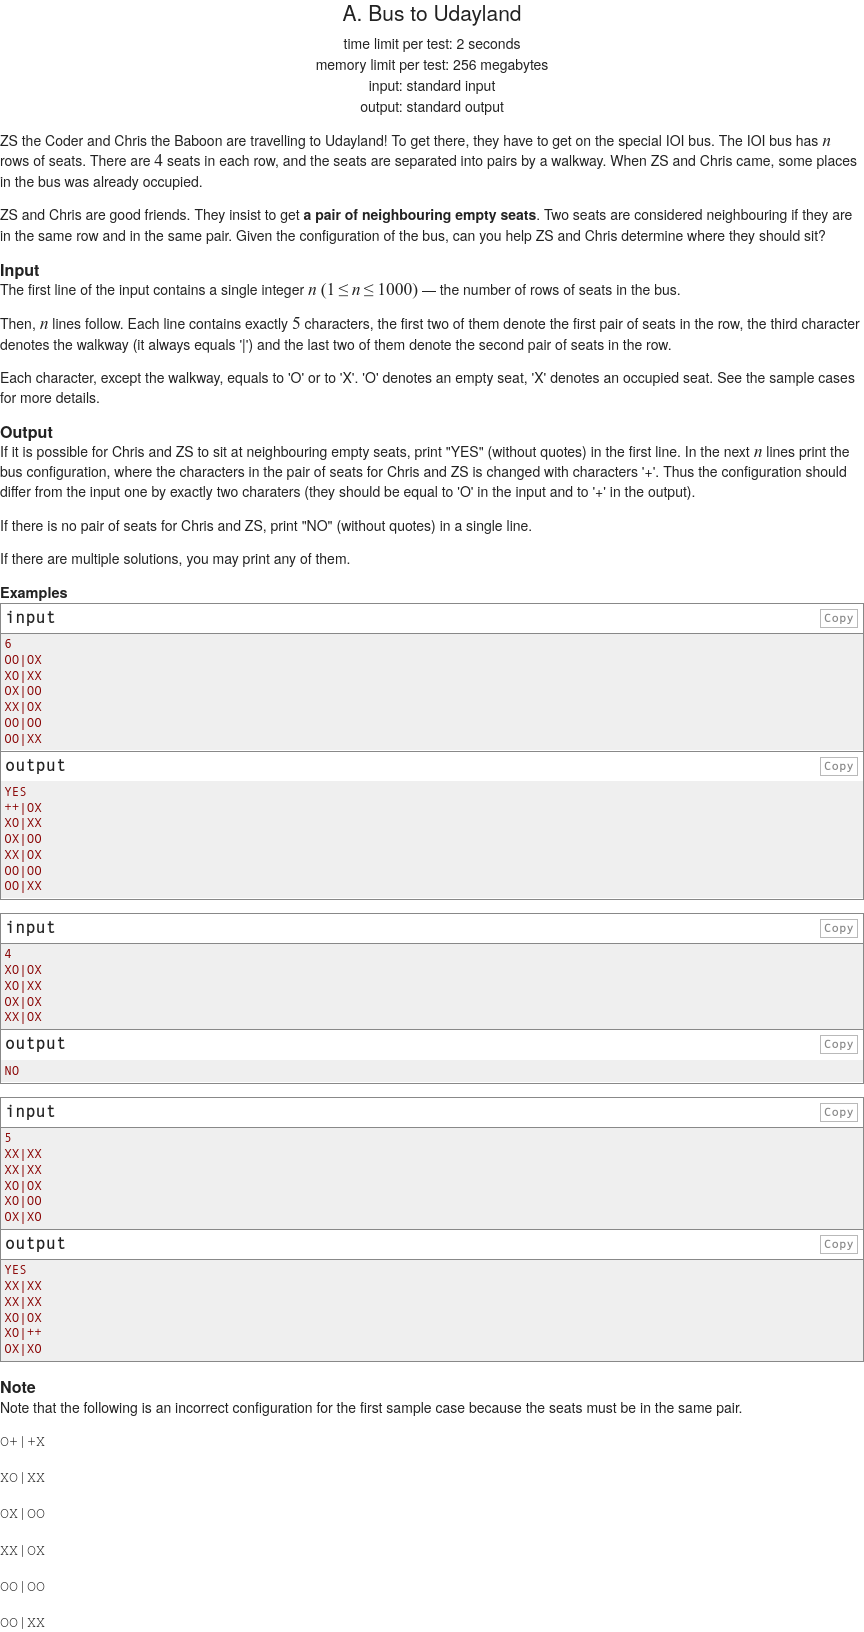 A. Bus to Udayland
time limit per test: 2 seconds
memory limit per test: 256 megabytes
input: standard input
output: standard output
ZS the Coder and Chris the Baboon are travelling to Udayland! To get there, they have to get on the special IOI bus. The IOI bus has n
rows of seats. There are 4 seats in each row, and the seats are separated into pairs by a walkway. When ZS and Chris came, some places
in the bus was already occupied.
ZS and Chris are good friends. They insist to get a pair of neighbouring empty seats. Two seats are considered neighbouring if they are
in the same row and in the same pair. Given the configuration of the bus, can you help ZS and Chris determine where they should sit?
Input
The first line of the input contains a single integer n (1 ≤ n ≤ 1000) — the number of rows of seats in the bus.
Then, n lines follow. Each line contains exactly 5 characters, the first two of them denote the first pair of seats in the row, the third character
denotes the walkway (it always equals '|') and the last two of them denote the second pair of seats in the row.
Each character, except the walkway, equals to 'O' or to 'X'. 'O' denotes an empty seat, 'X' denotes an occupied seat. See the sample cases
for more details.
Output
If it is possible for Chris and ZS to sit at neighbouring empty seats, print "YES" (without quotes) in the first line. In the next n lines print the
bus configuration, where the characters in the pair of seats for Chris and ZS is changed with characters '+'. Thus the configuration should
differ from the input one by exactly two charaters (they should be equal to 'O' in the input and to '+' in the output).
If there is no pair of seats for Chris and ZS, print "NO" (without quotes) in a single line.
If there are multiple solutions, you may print any of them.
Examples
input Copy
6
OO|OX
XO|XX
OX|OO
XX|OX
OO|OO
OO|XX
output Copy
YES
++|OX
XO|XX
OX|OO
XX|OX
OO|OO
OO|XX
input Copy
4
XO|OX
XO|XX
OX|OX
XX|OX
output Copy
NO
input Copy
5
XX|XX
XX|XX
XO|OX
XO|OO
OX|XO
output Copy
YES
XX|XX
XX|XX
XO|OX
XO|++
OX|XO
Note
Note that the following is an incorrect configuration for the first sample case because the seats must be in the same pair.
O+|+X
XO|XX
OX|OO
XX|OX
OO|OO
OO|XX